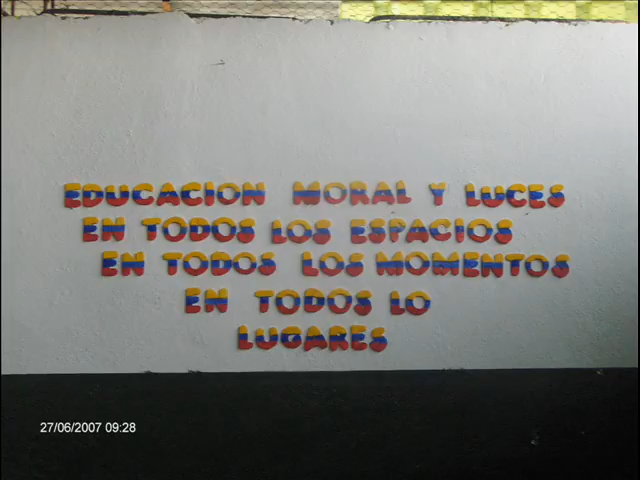 EDUCACION MORAL Y LUCES
EN TODOS LOS ESPACIOS
EN TODOS LOS MOMENTOS
EN TODOS LO
LUGARES
27/06/2007 09:28